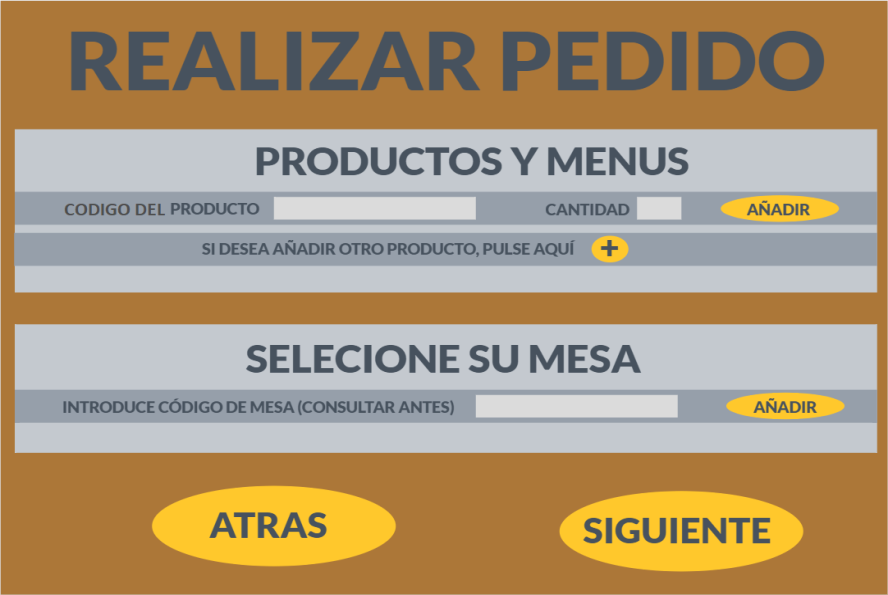 REALIZAR PEDIDO
PRODUCTOS Y MENUS
CODIGO DEL PRODUCTO CANTIDAD AÑADIR
SI DESEA AÑADIR OTRO PRODUCTO, PULSE AQUÍ +
SELECIONE SU MESA
INTRODUCE CÓDIGO DE MESA (CONSULTAR ANTES) AÑADIR
ATRAS SIGUIENTE